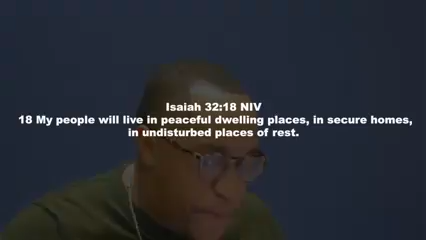 Isaiah 32:18 NIV
18 My people will live in peaceful dwelling places, in secure homes,
in undisturbed places of rest.